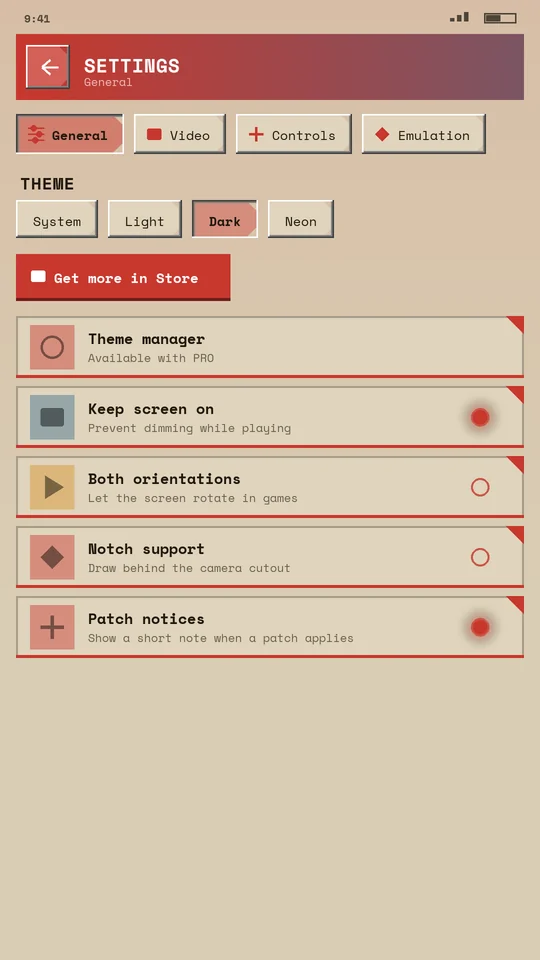 9:41
SETTINGS
General
General
Video
Controls
Emulation
THEME
System
Light
Dark
Neon
Get more in Store
Theme manager
Available with PRO
Keep screen on
Prevent dimming while playing
Both orientations
Let the screen rotate in games
Notch support
Draw behind the camera cutout
Patch notices
Show a short note when a patch applies